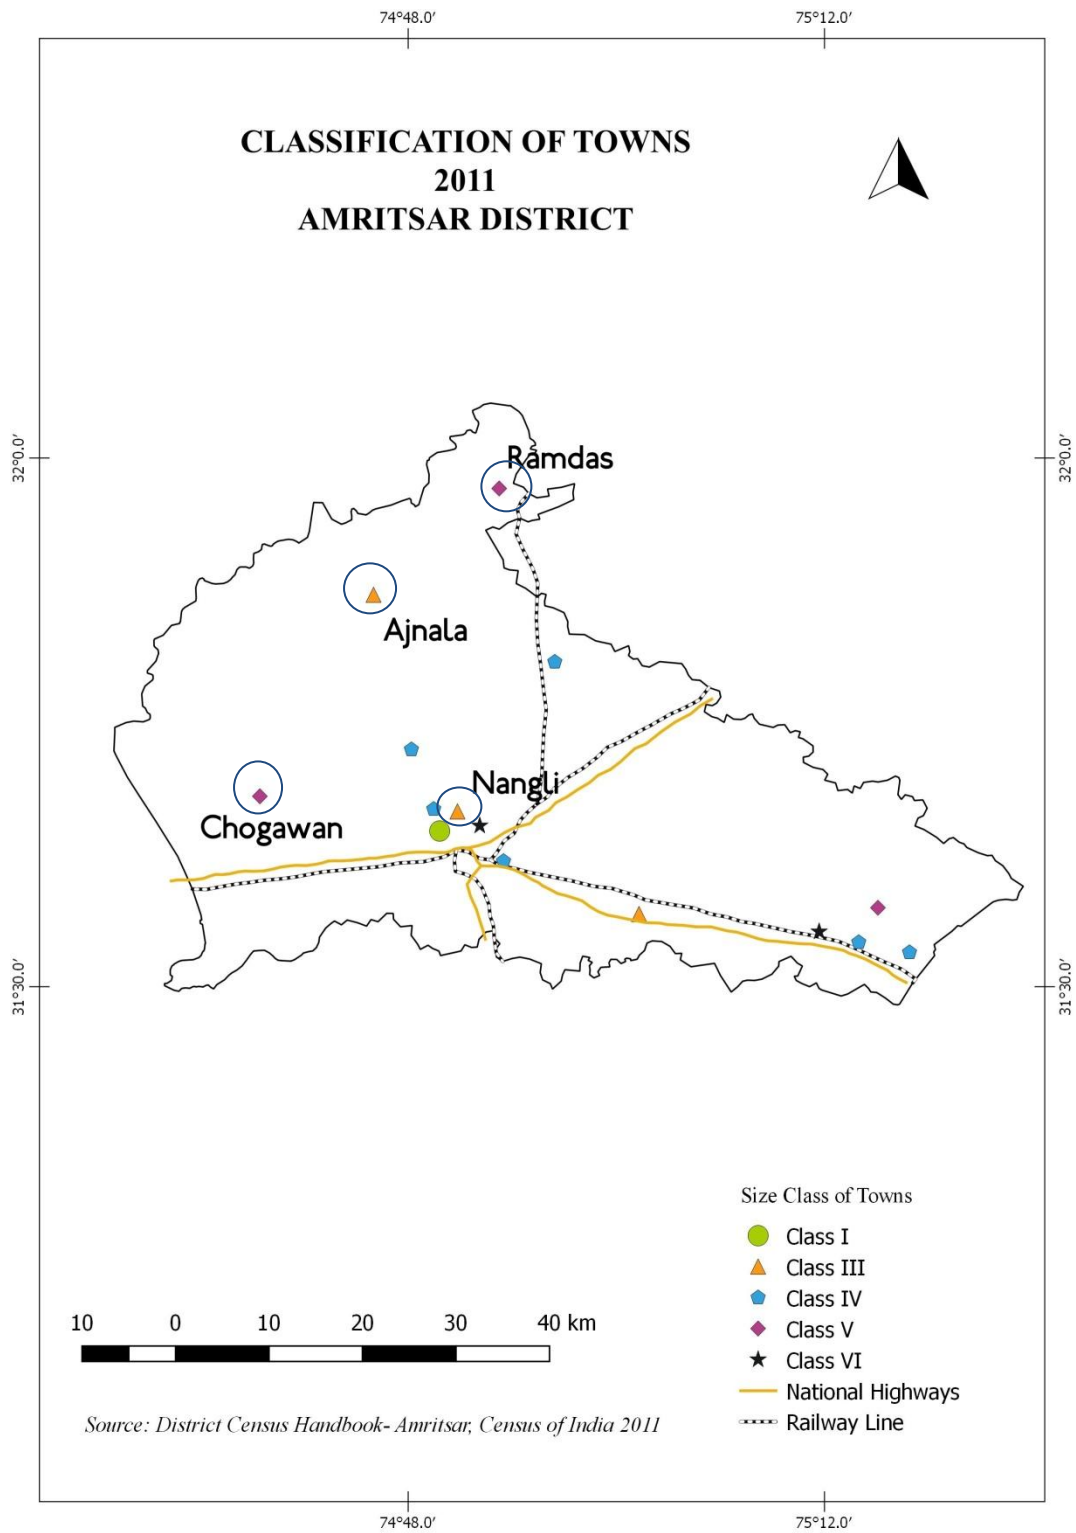 74°48.0′ 75°12.0′
CLASSIFICATION OF TOWNS
2011
AMRITSAR DISTRICT
32°0.0′ 32°0.0′
Ramdas
Ajnala
Nangli
Chogawan
31°30.0′ 31°30.0′
Size Class of Towns
Class I
Class III
Class IV
Class V
Class VI
National Highways
Railway Line
10 0 10 20 30 40 km
Source: District Census Handbook- Amritsar, Census of India 2011
74°48.0′ 75°12.0′